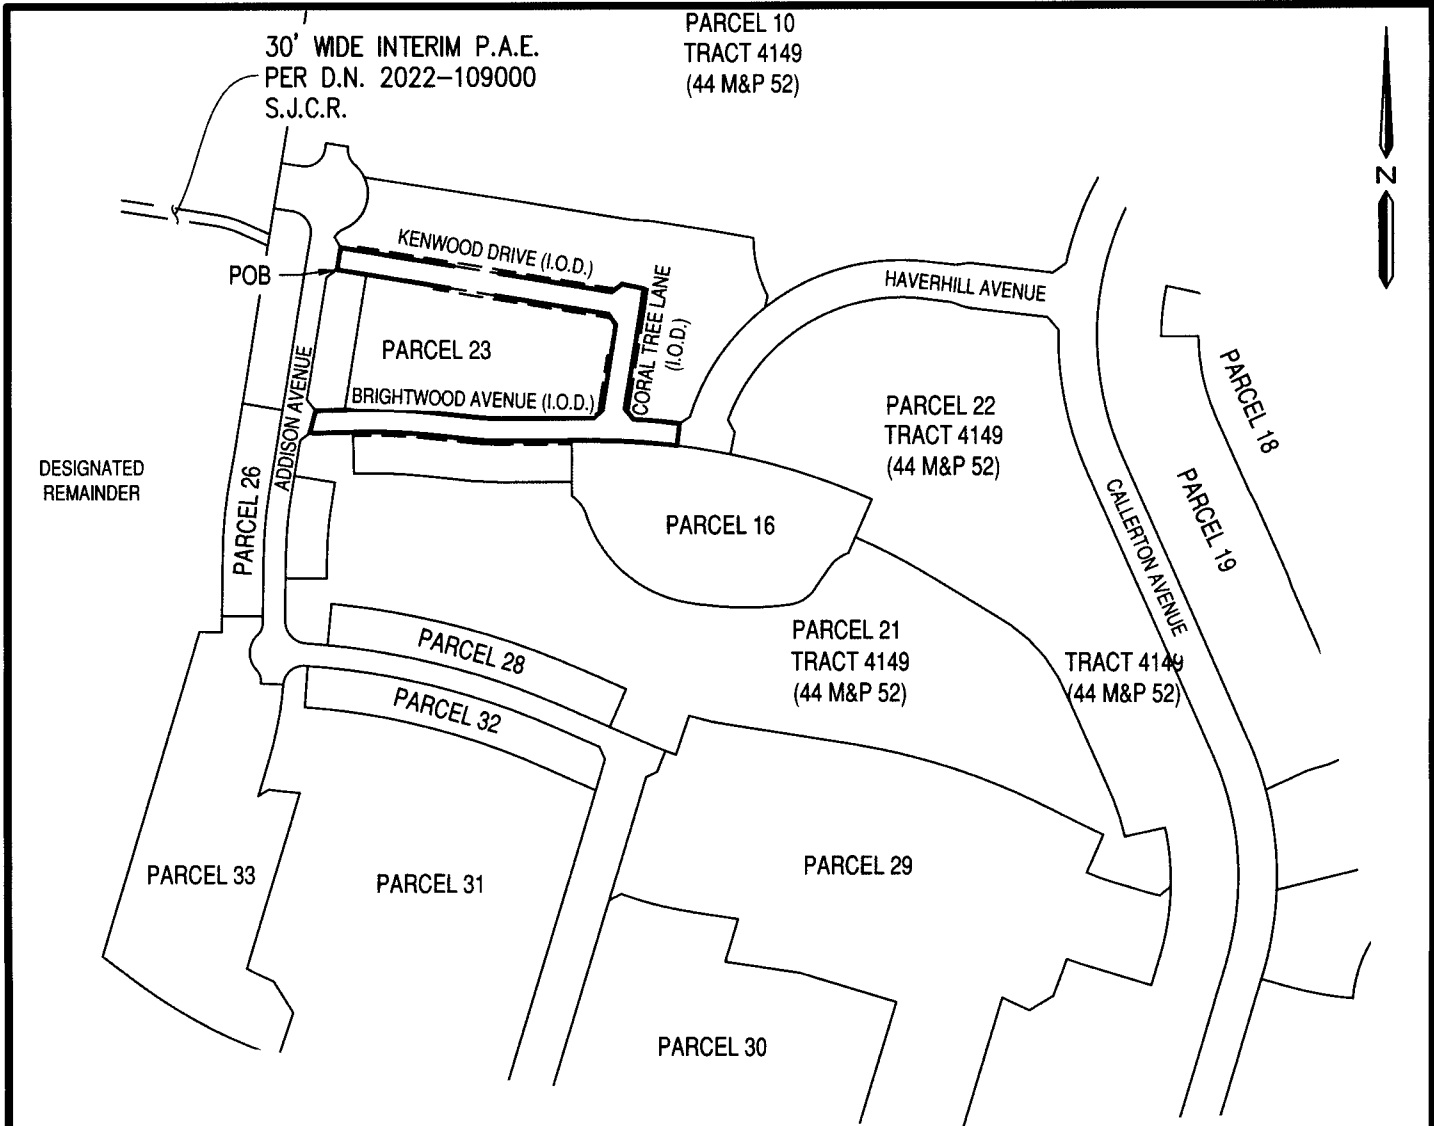 PARCEL 10
TRACT 4149
(44 M&P 52)
30' WIDE INTERIM P.A.E.
PER D.N. 2022-109000
S.J.C.R.
N
KENWOOD DRIVE (I.O.D.)
POB
CORAL TREE LANE
(I.O.D.)
HAVERHILL AVENUE
PARCEL 23
BRIGHTWOOD AVENUE (I.O.D.)
ADDISON AVENUE
PARCEL 22
TRACT 4149
(44 M&P 52)
PARCEL 18
PARCEL 19
DESIGNATED
REMAINDER
PARCEL 26
PARCEL 16
CALLERTON AVENUE
PARCEL 28
PARCEL 21
TRACT 4149
(44 M&P 52)
TRACT 4149
(44 M&P 52)
PARCEL 32
PARCEL 33
PARCEL 31
PARCEL 29
PARCEL 30